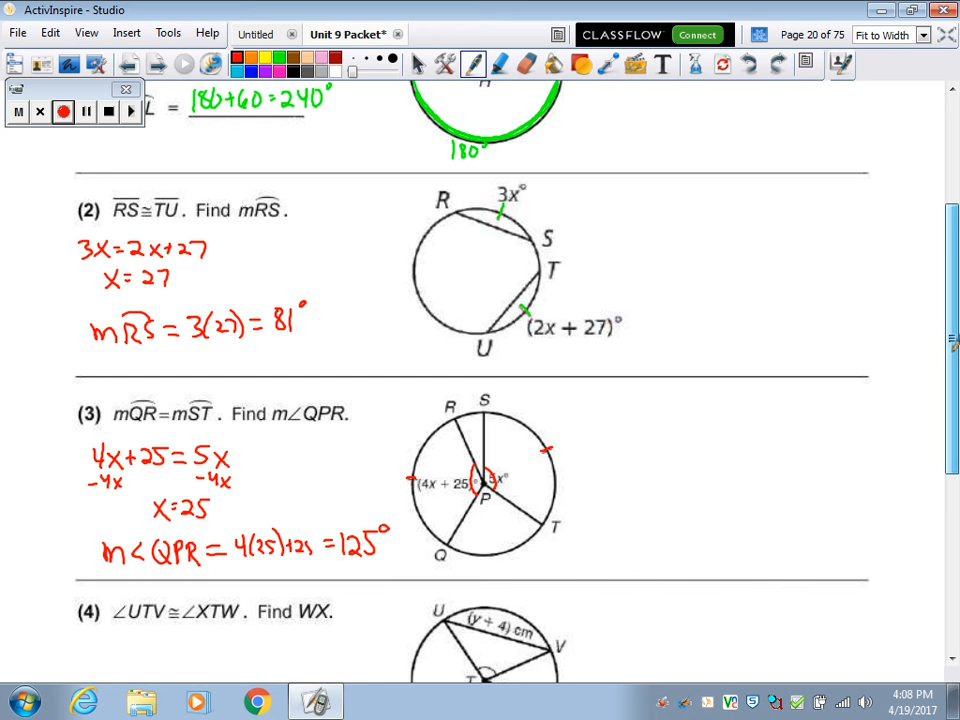 ActivInspire - Studio
File Edit View Insert Tools Help Untitled Unit 9 Packet* CLASSFLOW Connect Page 20 of 75 Fit to Width
M
L = 180+60=240°
H
180°
(2) RS≅TU. Find mRS.
3x=2x+27
x=27
mRS=3(27)=81°
R
3x°
S
T
(2x + 27)°
U
(3) mQR=mST. Find m∠QPR.
4x+25=5x
-4x -4x
x=25
m<QPR=4(25)+25=125°
R
S
(4x + 25)°
5x°
P
T
Q
(4) ∠UTV≅∠XTW. Find WX.
U
(y + 4) cm
V
T
4:08 PM
4/19/2017